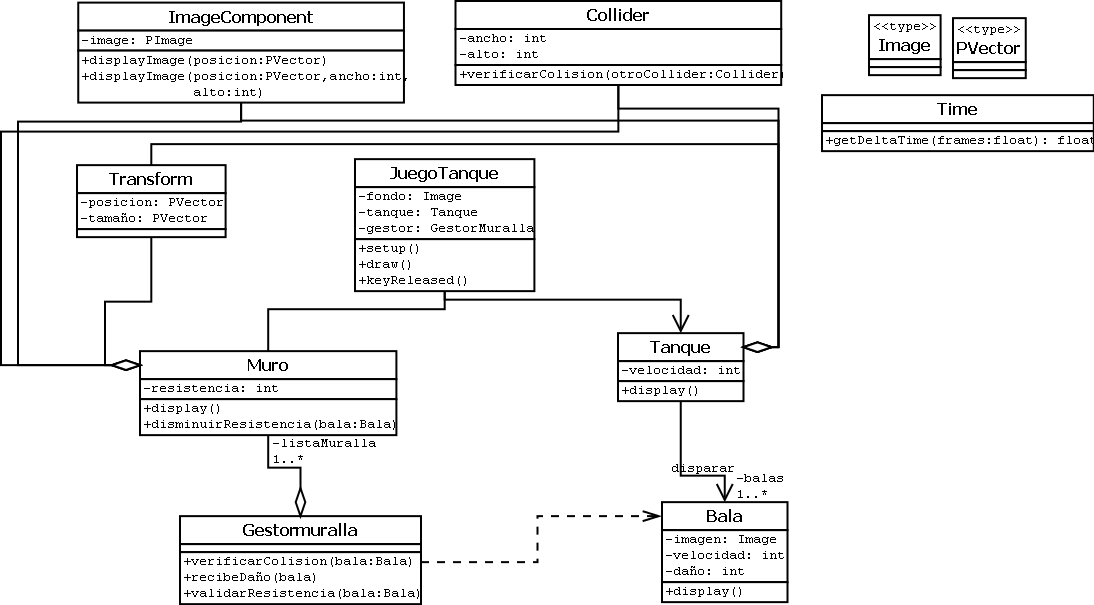 ImageComponent
-image: PImage
+displayImage(posicion:PVector)
+displayImage(posicion:PVector,ancho:int,
alto:int)
Collider
-ancho: int
-alto: int
+verificarColision(otroCollider:Collider)
<<type>>
Image
<<type>>
PVector
Time
+getDeltaTime(frames:float): float
Transform
-posicion: PVector
-tamaño: PVector
JuegoTanque
-fondo: Image
-tanque: Tanque
-gestor: GestorMuralla
+setup()
+draw()
+keyReleased()
Muro
-resistencia: int
+display()
+disminuirResistencia(bala:Bala)
Tanque
-velocidad: int
+display()
-listaMuralla
1..*
disparar
-balas
1..*
Gestormuralla
+verificarColision(bala:Bala)
+recibeDaño(bala)
+validarResistencia(bala:Bala)
Bala
-imagen: Image
-velocidad: int
-daño: int
+display()